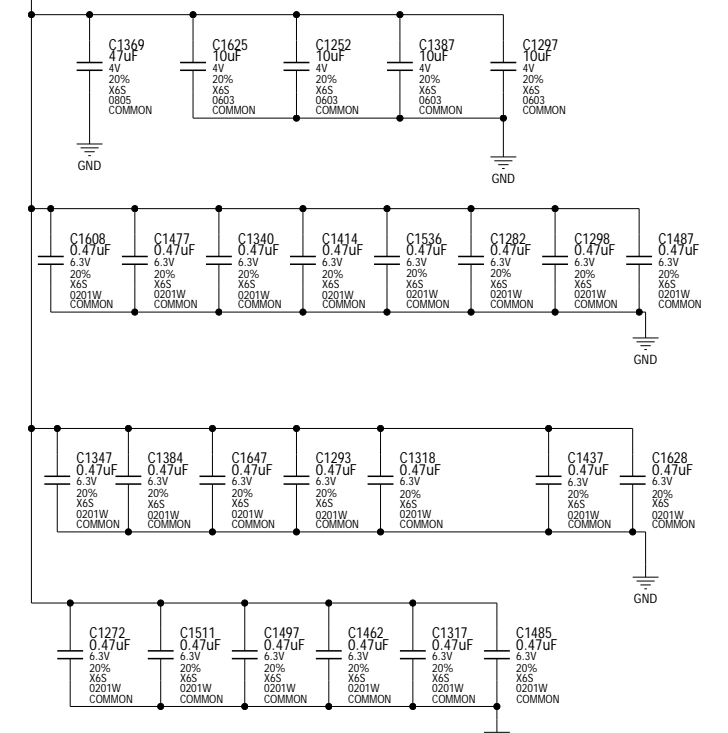 C1369
47uF
4V
20%
X6S
0805
COMMON
C1625
10uF
4V
20%
X6S
0603
COMMON
C1252
10uF
4V
20%
X6S
0603
COMMON
C1387
10uF
4V
20%
X6S
0603
COMMON
C1297
10uF
4V
20%
X6S
0603
COMMON
GND
GND
C1608
0.47uF
6.3V
20%
X6S
0201W
COMMON
C1477
0.47uF
6.3V
20%
X6S
0201W
COMMON
C1340
0.47uF
6.3V
20%
X6S
0201W
COMMON
C1414
0.47uF
6.3V
20%
X6S
0201W
COMMON
C1536
0.47uF
6.3V
20%
X6S
0201W
COMMON
C1282
0.47uF
6.3V
20%
X6S
0201W
COMMON
C1298
0.47uF
6.3V
20%
X6S
0201W
COMMON
C1487
0.47uF
6.3V
20%
X6S
0201W
COMMON
GND
C1347
0.47uF
6.3V
20%
X6S
0201W
COMMON
C1384
0.47uF
6.3V
20%
X6S
0201W
COMMON
C1647
0.47uF
6.3V
20%
X6S
0201W
COMMON
C1293
0.47uF
6.3V
20%
X6S
0201W
COMMON
C1318
0.47uF
6.3V
20%
X6S
0201W
COMMON
C1437
0.47uF
6.3V
20%
X6S
0201W
COMMON
C1628
0.47uF
6.3V
20%
X6S
0201W
COMMON
GND
C1272
0.47uF
6.3V
20%
X6S
0201W
COMMON
C1511
0.47uF
6.3V
20%
X6S
0201W
COMMON
C1497
0.47uF
6.3V
20%
X6S
0201W
COMMON
C1462
0.47uF
6.3V
20%
X6S
0201W
COMMON
C1317
0.47uF
6.3V
20%
X6S
0201W
COMMON
C1485
0.47uF
6.3V
20%
X6S
0201W
COMMON